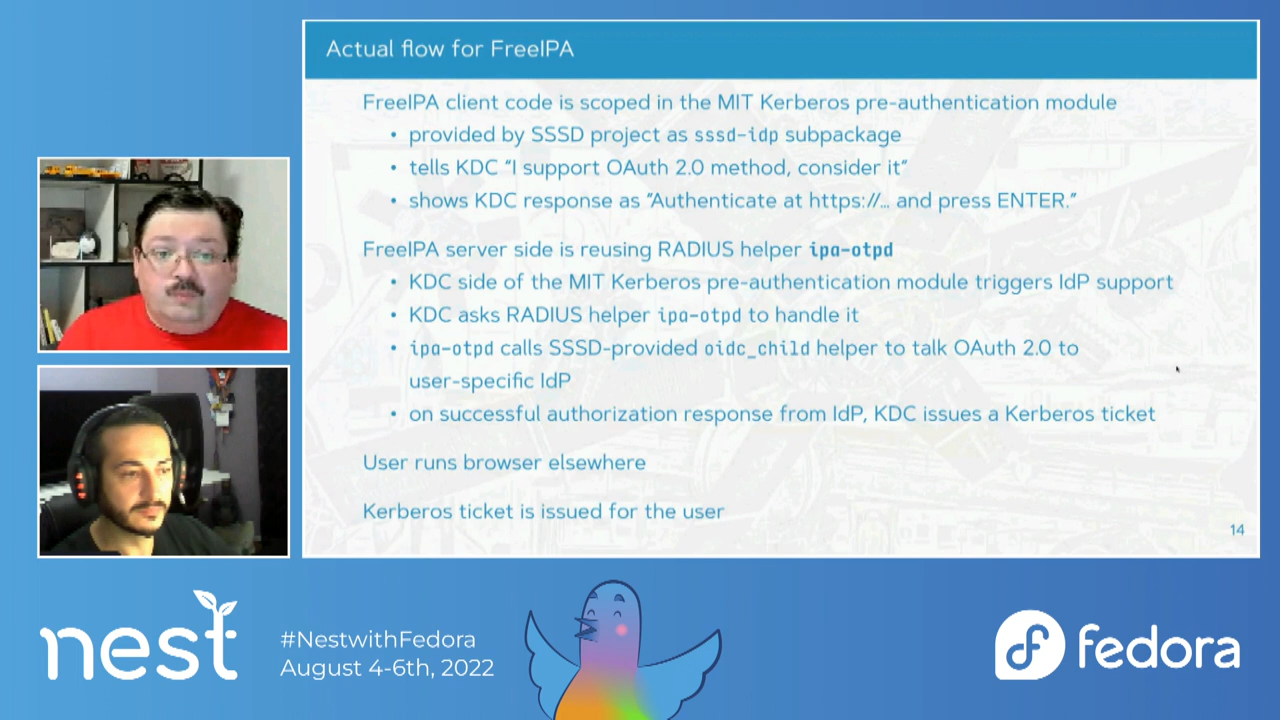 Actual flow for FreeIPA
FreeIPA client code is scoped in the MIT Kerberos pre-authentication module
• provided by SSSD project as sssd-idp subpackage
• tells KDC “I support OAuth 2.0 method, consider it”
• shows KDC response as “Authenticate at https://… and press ENTER.”
FreeIPA server side is reusing RADIUS helper ipa-otpd
• KDC side of the MIT Kerberos pre-authentication module triggers IdP support
• KDC asks RADIUS helper ipa-otpd to handle it
• ipa-otpd calls SSSD-provided oidc_child helper to talk OAuth 2.0 to
user-specific IdP
• on successful authorization response from IdP, KDC issues a Kerberos ticket
User runs browser elsewhere
Kerberos ticket is issued for the user
14
nest
#NestwithFedora
August 4-6th, 2022
fedora